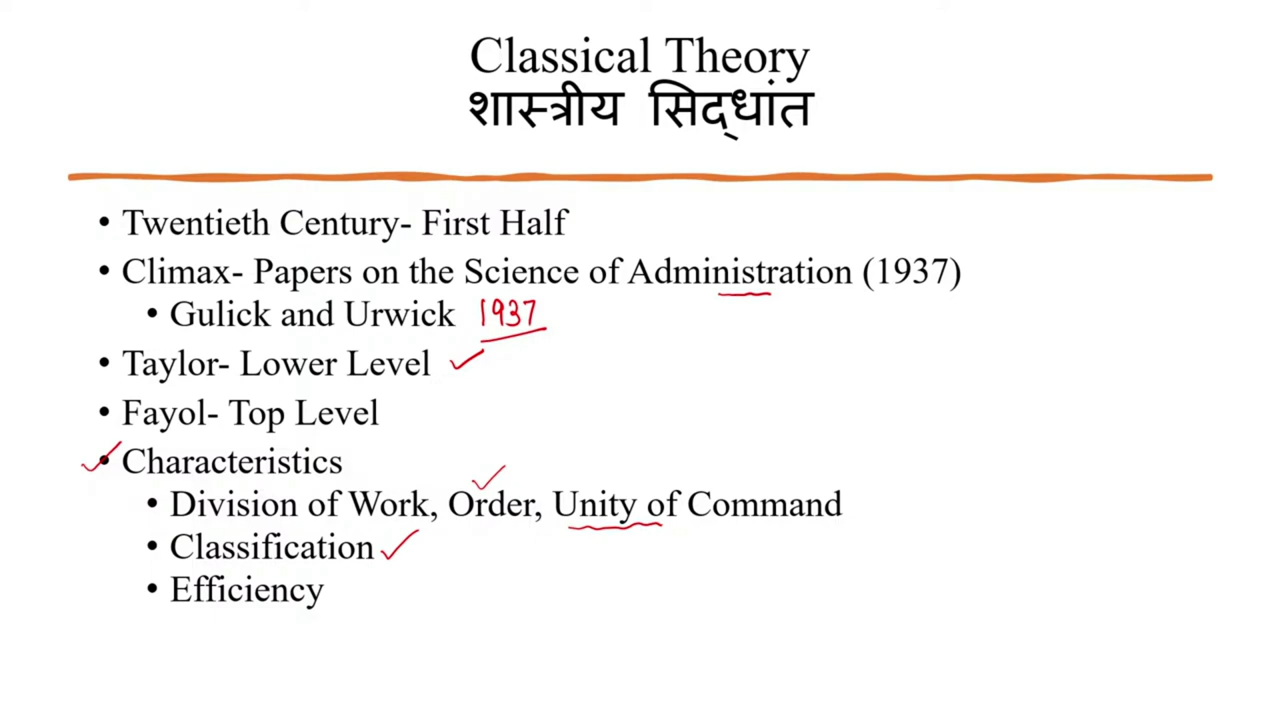 Classical Theory
शास्त्रीय सिद्धांत
• Twentieth Century- First Half
• Climax- Papers on the Science of Administration (1937)
• Gulick and Urwick 1937
• Taylor- Lower Level
• Fayol- Top Level
• Characteristics
• Division of Work, Order, Unity of Command
• Classification
• Efficiency